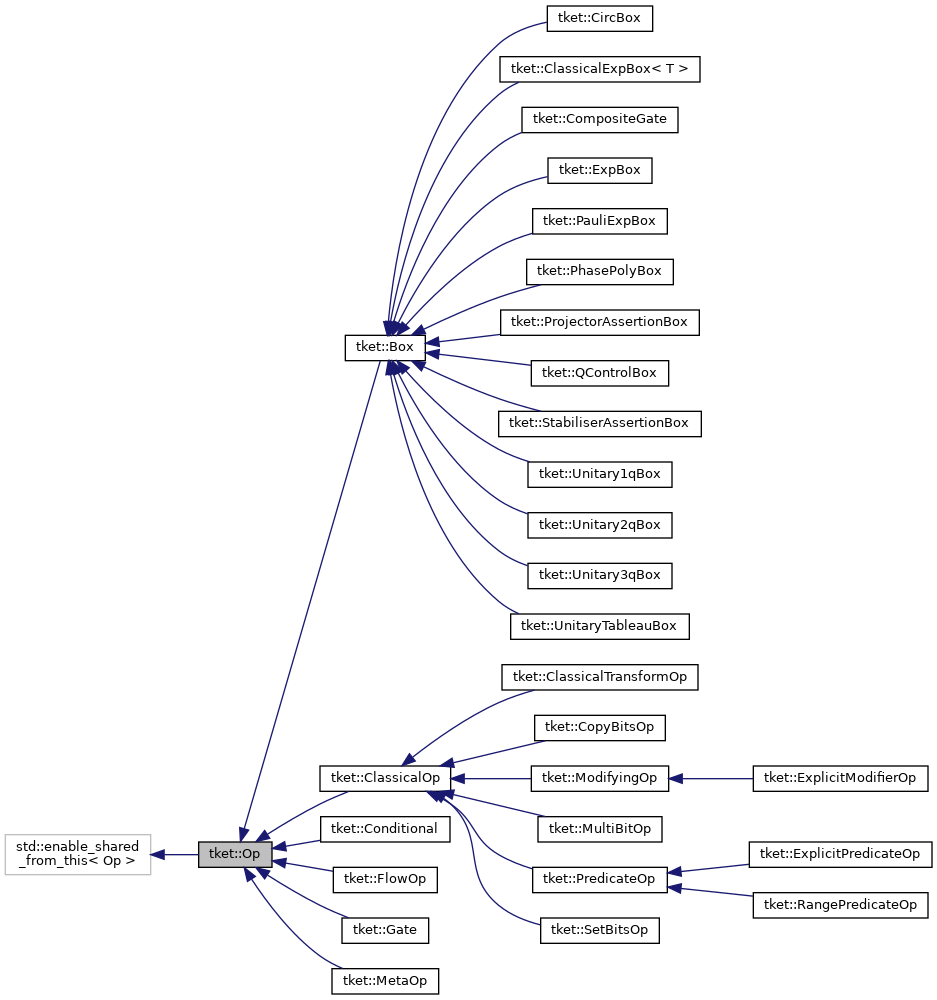 tket::CircBox
tket::ClassicalExpBox< T >
tket::CompositeGate
tket::ExpBox
tket::PauliExpBox
tket::PhasePolyBox
tket::ProjectorAssertionBox
tket::Box
tket::QControlBox
tket::StabiliserAssertionBox
tket::Unitary1qBox
tket::Unitary2qBox
tket::Unitary3qBox
tket::UnitaryTableauBox
tket::ClassicalTransformOp
tket::CopyBitsOp
tket::ClassicalOp
tket::ModifyingOp
tket::ExplicitModifierOp
tket::Conditional
tket::MultiBitOp
std::enable_shared
_from_this< Op >
tket::Op
tket::ExplicitPredicateOp
tket::FlowOp
tket::PredicateOp
tket::RangePredicateOp
tket::Gate
tket::SetBitsOp
tket::MetaOp